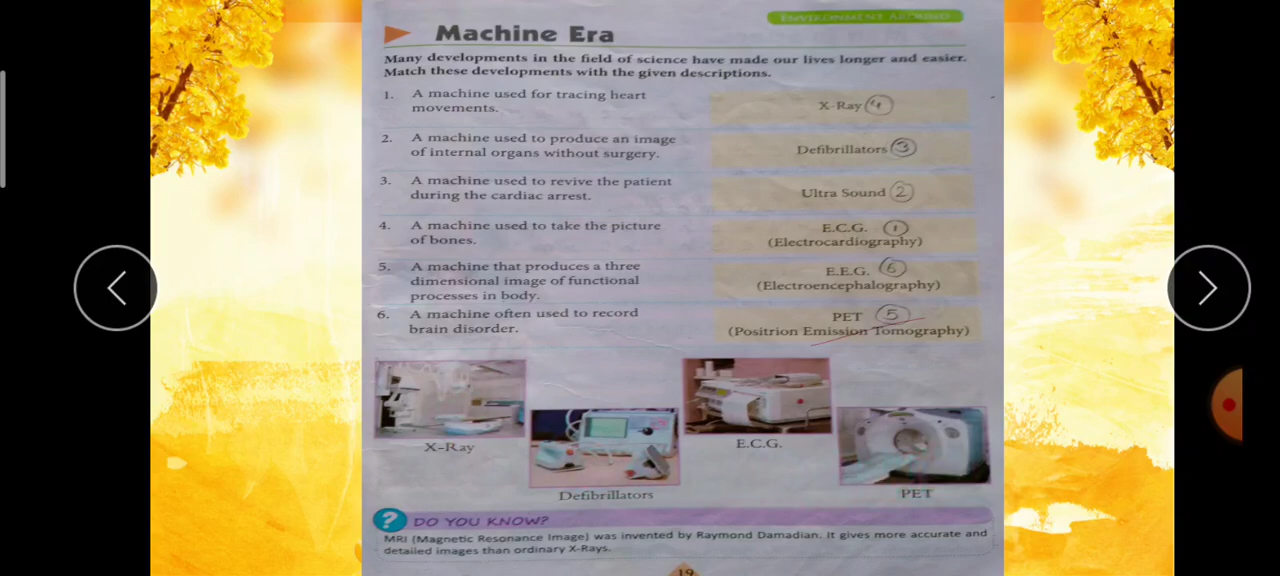 ENVIRONMENT AROUND
Machine Era
Many developments in the field of science have made our lives longer and easier.
Match these developments with the given descriptions.
1. A machine used for tracing heart
movements.
X-Ray 4
2. A machine used to produce an image
of internal organs without surgery.
Defibrillators 3
3. A machine used to revive the patient
during the cardiac arrest.
Ultra Sound 2
4. A machine used to take the picture
of bones.
E.C.G. 1
(Electrocardiography)
5. A machine that produces a three
dimensional image of functional
processes in body.
E.E.G. 6
(Electroencephalography)
6. A machine often used to record
brain disorder.
PET 5
(Positrion Emission Tomography)
X-Ray
Defibrillators
E.C.G.
PET
? DO YOU KNOW?
MRI (Magnetic Resonance Image) was invented by Raymond Damadian. It gives more accurate and
detailed images than ordinary X-Rays.
19